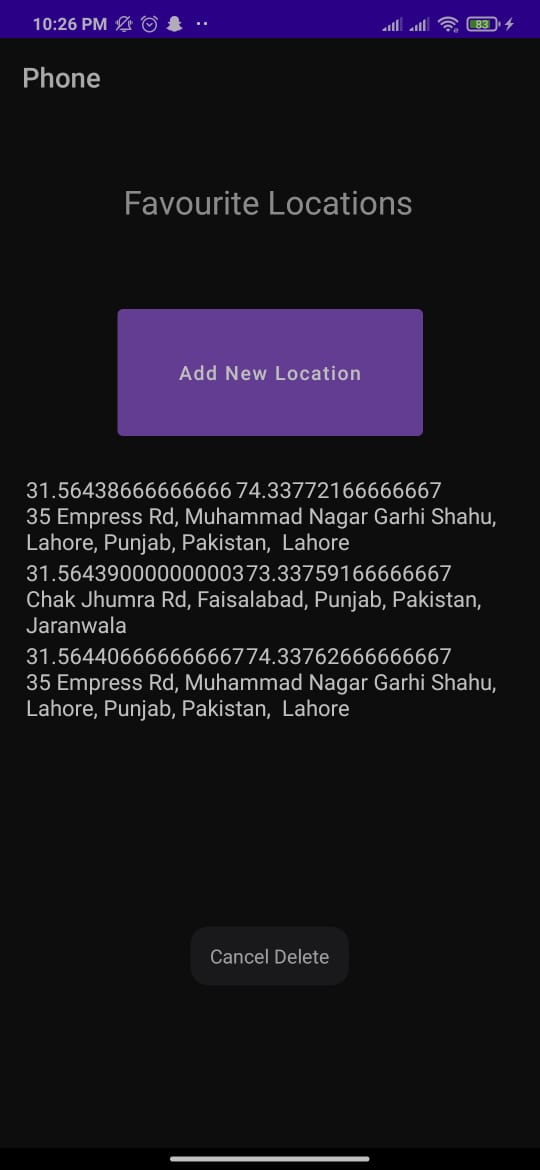 10:26 PM
83
Phone
Favourite Locations
Add New Location
31.56438666666666 74.33772166666667
35 Empress Rd, Muhammad Nagar Garhi Shahu,
Lahore, Punjab, Pakistan,  Lahore
31.56439000000000373.33759166666667
Chak Jhumra Rd, Faisalabad, Punjab, Pakistan,
Jaranwala
31.56440666666666774.33762666666667
35 Empress Rd, Muhammad Nagar Garhi Shahu,
Lahore, Punjab, Pakistan,  Lahore
Cancel Delete